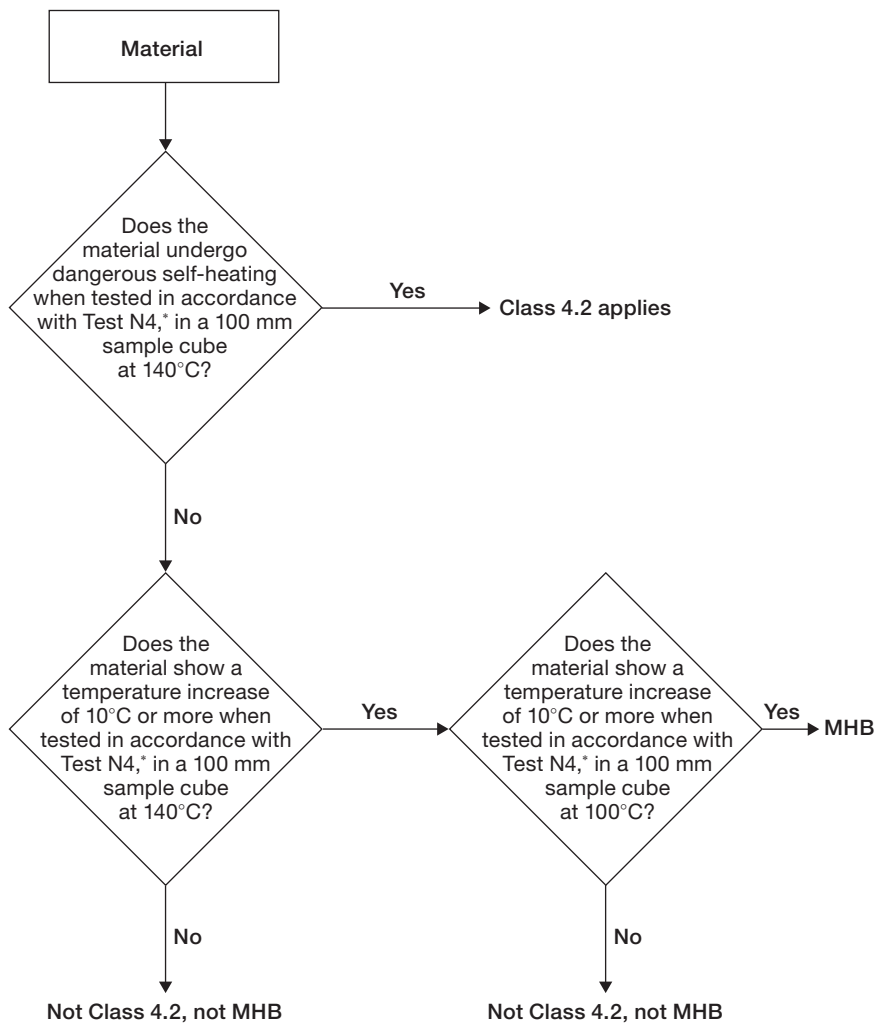 Material
Does the
material undergo
dangerous self-heating
when tested in accordance
with Test N4,* in a 100 mm
sample cube
at 140°C?
Yes
Class 4.2 applies
No
Does the
material show a
temperature increase
of 10°C or more when
tested in accordance with
Test N4,* in a 100 mm
sample cube
at 140°C?
Yes
Does the
material show a
temperature increase
of 10°C or more when
tested in accordance with
Test N4,* in a 100 mm
sample cube
at 100°C?
Yes
MHB
No
No
Not Class 4.2, not MHB
Not Class 4.2, not MHB